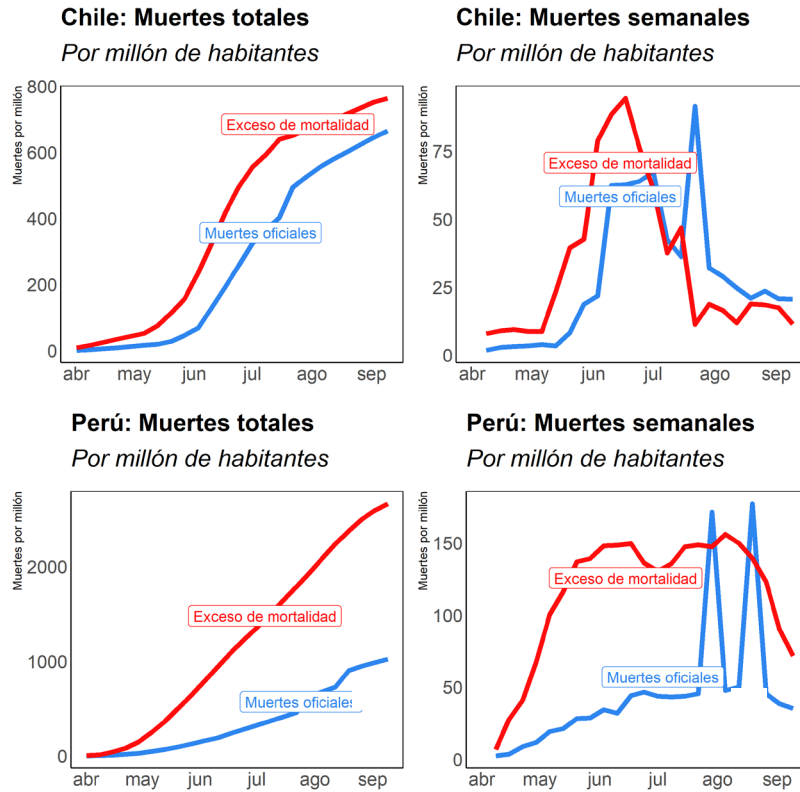 Chile: Muertes totales
Por millón de habitantes
Muertes por millón
800
600
400
200
0
Exceso de mortalidad
Muertes oficiales
abr may jun jul ago sep
Chile: Muertes semanales
Por millón de habitantes
Muertes por millón
75
50
25
0
Exceso de mortalidad
Muertes oficiales
abr may jun jul ago sep
Perú: Muertes totales
Por millón de habitantes
Muertes por millón
2000
1000
0
Exceso de mortalidad
Muertes oficiales
abr may jun jul ago sep
Perú: Muertes semanales
Por millón de habitantes
Muertes por millón
150
100
50
0
Exceso de mortalidad
Muertes oficiales
abr may jun jul ago sep